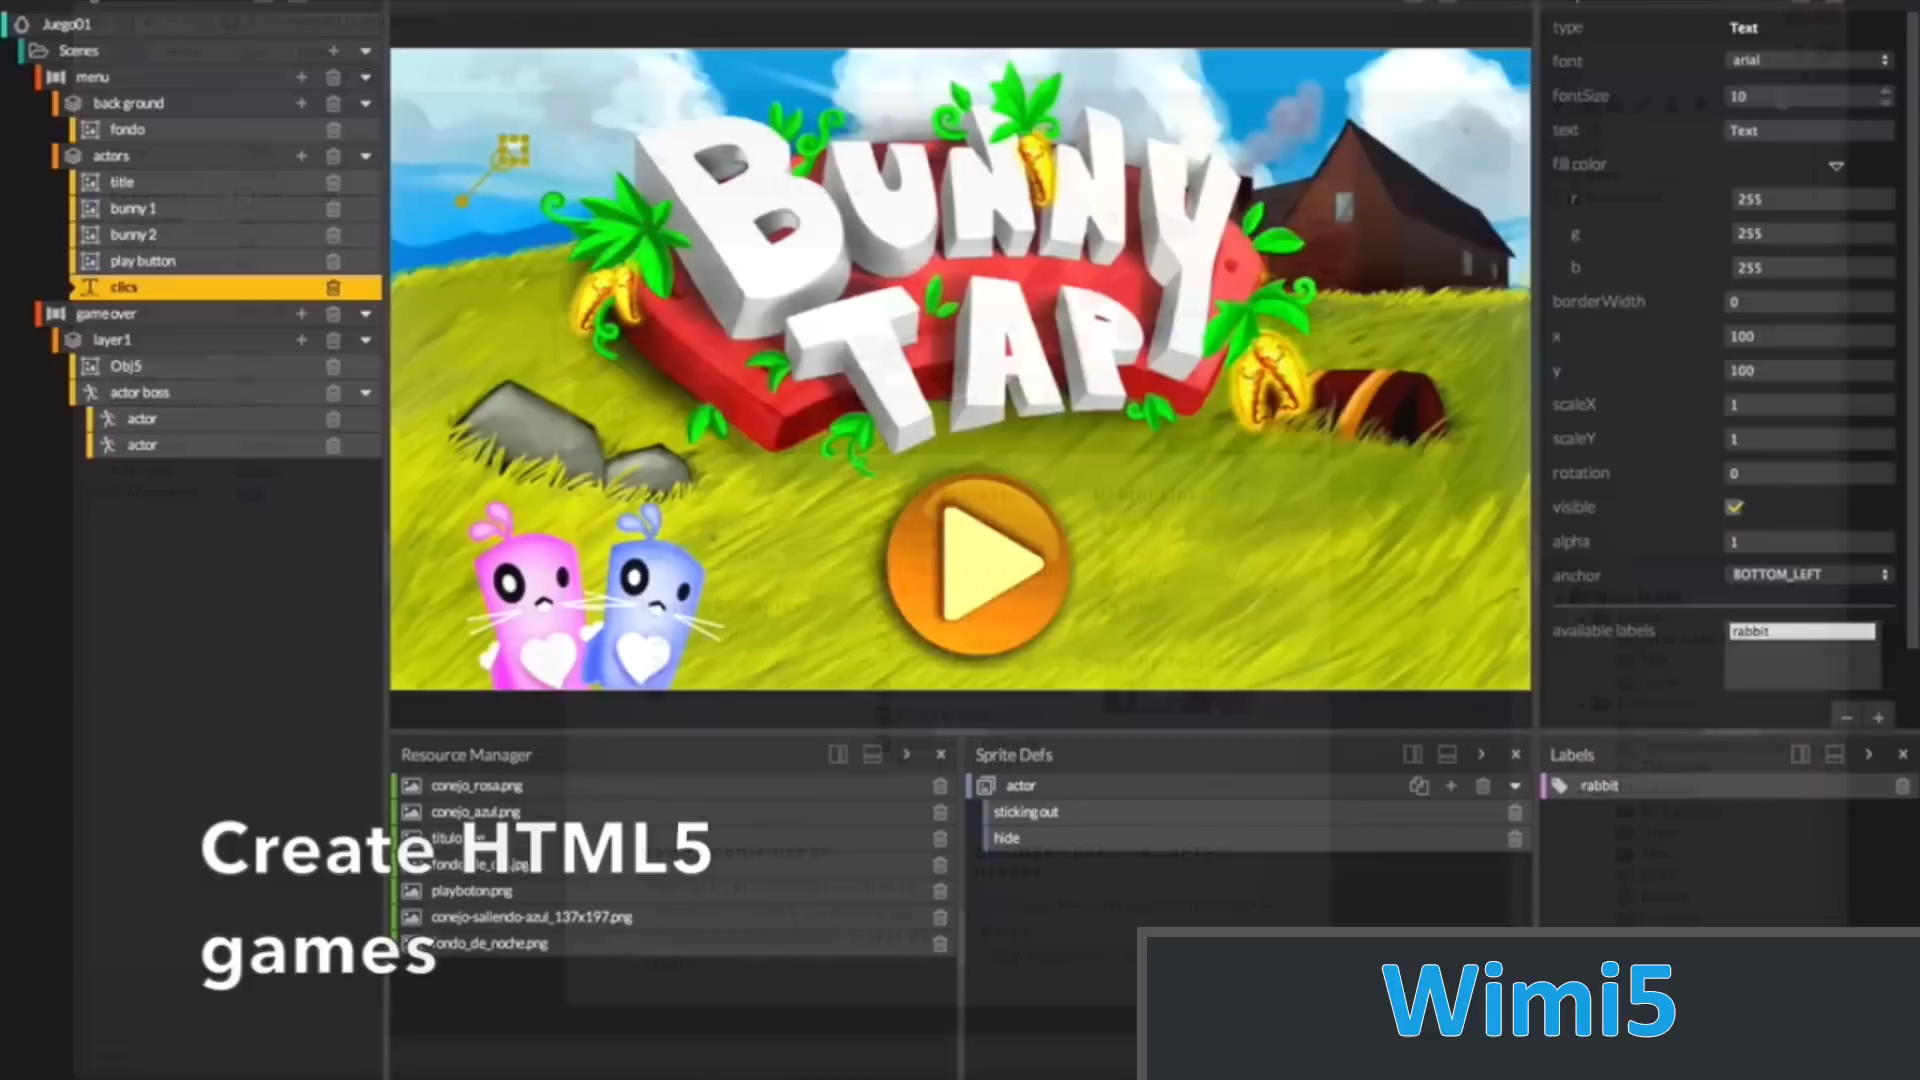 Juego01
Scenes
menu
back ground
fondo
actors
title
bunny 1
bunny 2
play button
clics
game over
layer1
Obj5
actor boss
actor
actor
BUNNY
TAP
type Text
font arial
fontSize 10
text Text
fill color
r 255
g 255
b 255
borderWidth 0
x 100
y 100
scaleX 1
scaleY 1
rotation 0
visible
alpha 1
anchor BOTTOM_LEFT
available labels rabbit
Resource Manager
conejo_rosa.png
conejo_azul.png
playboton.png
conejo-saliendo-azul_137x197.png
fondo_de_noche.png
Sprite Defs
actor
sticking out
hide
Labels
rabbit
Create HTML5
games
Wimi5